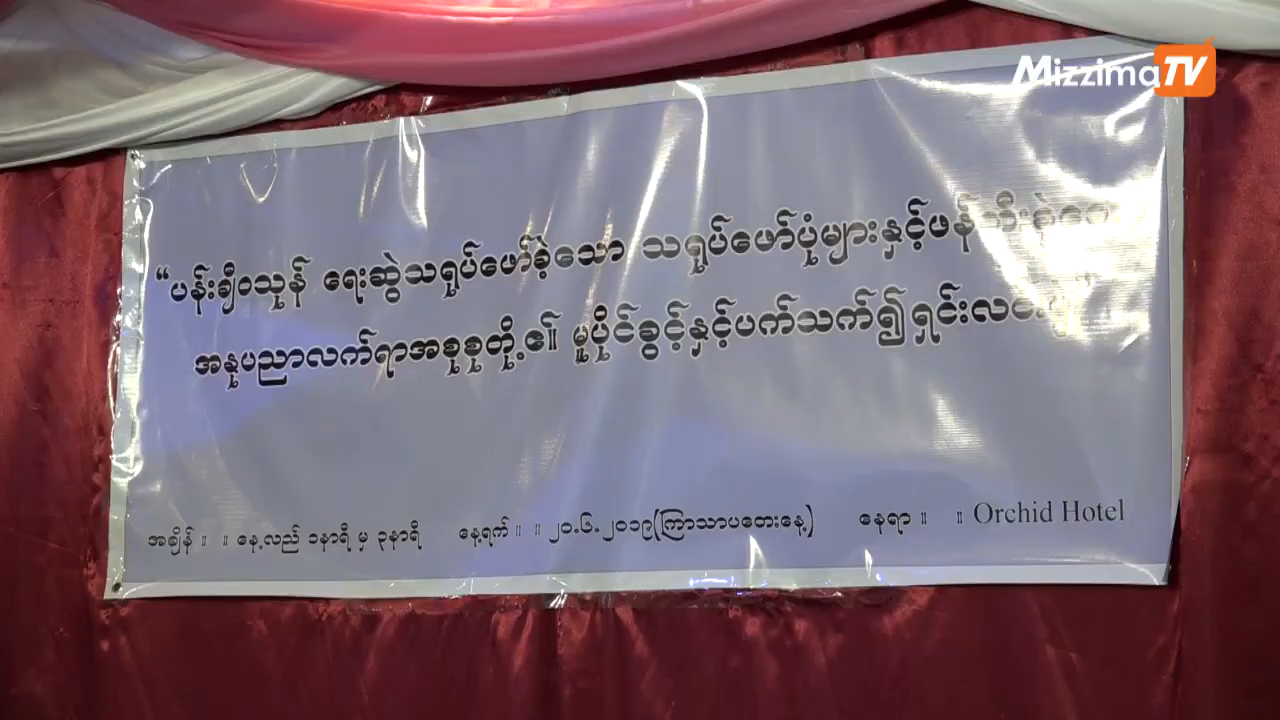 Mizzima TV
“ပန်းချီဝသုန် ရေးဆွဲသရုပ်ဖော်ခဲ့သော သရုပ်ဖော်ပုံများနှင့်ဖန်တီး
အနုပညာလက်ရာအစုစုတို့၏ မူပိုင်ခွင့်နှင့်ပက်သက်၍ရှင်းလင်း
အချိန် ။ ။ နေ့လည် ၁နာရီ မှ ၃နာရီ နေ့ရက် ။ ။ ၂၀.၆.၂၀၁၉(ကြာသာပတေးနေ့) နေရာ ။ ။ Orchid Hotel